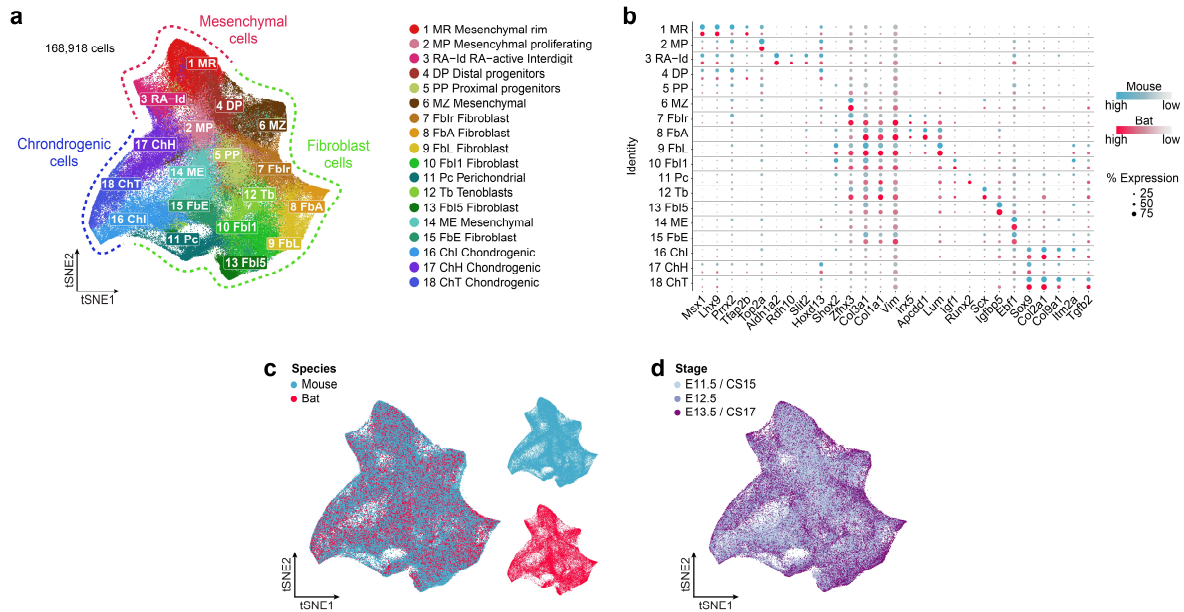 a
Mesenchymal
cells
168,918 cells
1 MR
3 RA-Id
4 DP
2 MP
6 MZ
17 ChH
Chondrogenic
cells
Fibroblast
cells
5 PP
14 ME
7 FbIr
18 ChT
12 Tb
15 FbE
8 FbA
16 ChI
10 FbI1
11 Pc
9 FbL
13 FbI5
tSNE2
tSNE1
1 MR Mesenchymal rim
2 MP Mesencyhmal proliferating
3 RA-Id RA-active Interdigit
4 DP Distal progenitors
5 PP Proximal progenitors
6 MZ Mesenchymal
7 FbIr Fibroblast
8 FbA Fibroblast
9 FbL Fibroblast
10 FbI1 Fibroblast
11 Pc Perichondrial
12 Tb Tenoblasts
13 FbI5 Fibroblast
14 ME Mesenchymal
15 FbE Fibroblast
16 ChI Chondrogenic
17 ChH Chondrogenic
18 ChT Chondrogenic
b
Identity
1 MR
2 MP
3 RA-Id
4 DP
5 PP
6 MZ
7 FbIr
8 FbA
9 FbL
10 FbI1
11 Pc
12 Tb
13 FbI5
14 ME
15 FbE
16 ChI
17 ChH
18 ChT
Msx1
Lhx9
Prrx2
Tfap2b
Top2a
Aldh1a2
Rdh10
Slit2
Hoxd13
Shox2
Zfhx3
Col3a1
Col1a1
Vim
Irx5
Apcdd1
Lum
Igf1
Runx2
Scx
Igfbp5
Ebf1
Sox9
Col2a1
Col9a1
Itm2a
Tgfb2
Mouse
high low
Bat
high low
% Expression
25
50
75
c
Species
Mouse
Bat
tSNE2
tSNE1
d
Stage
E11.5 / CS15
E12.5
E13.5 / CS17
tSNE2
tSNE1